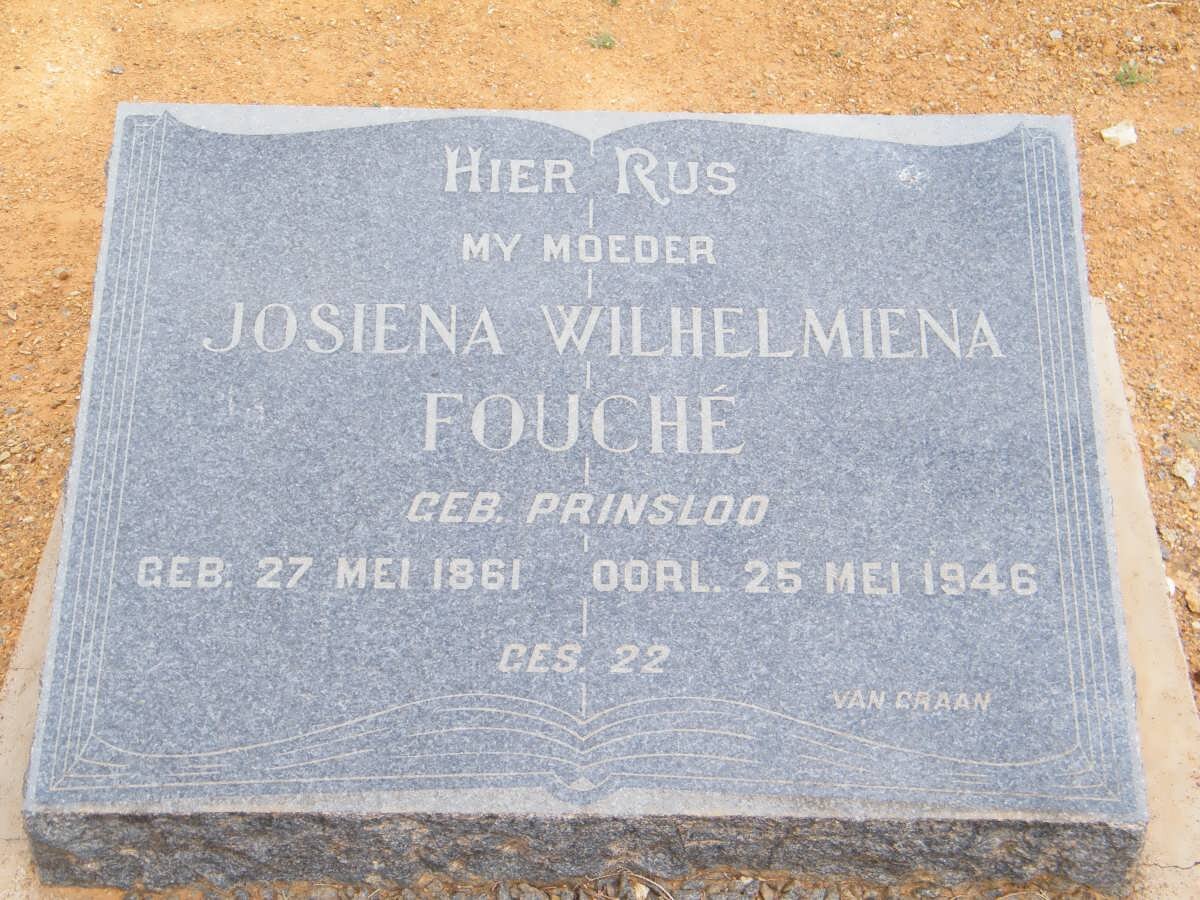 HIER RUS
MY MOEDER
JOSIENA WILHELMIENA
FOUCHÉ
GEB. PRINSLOO
GEB. 27 MEI 1861 OORL. 25 MEI 1946
GES. 22
VAN GRAAN